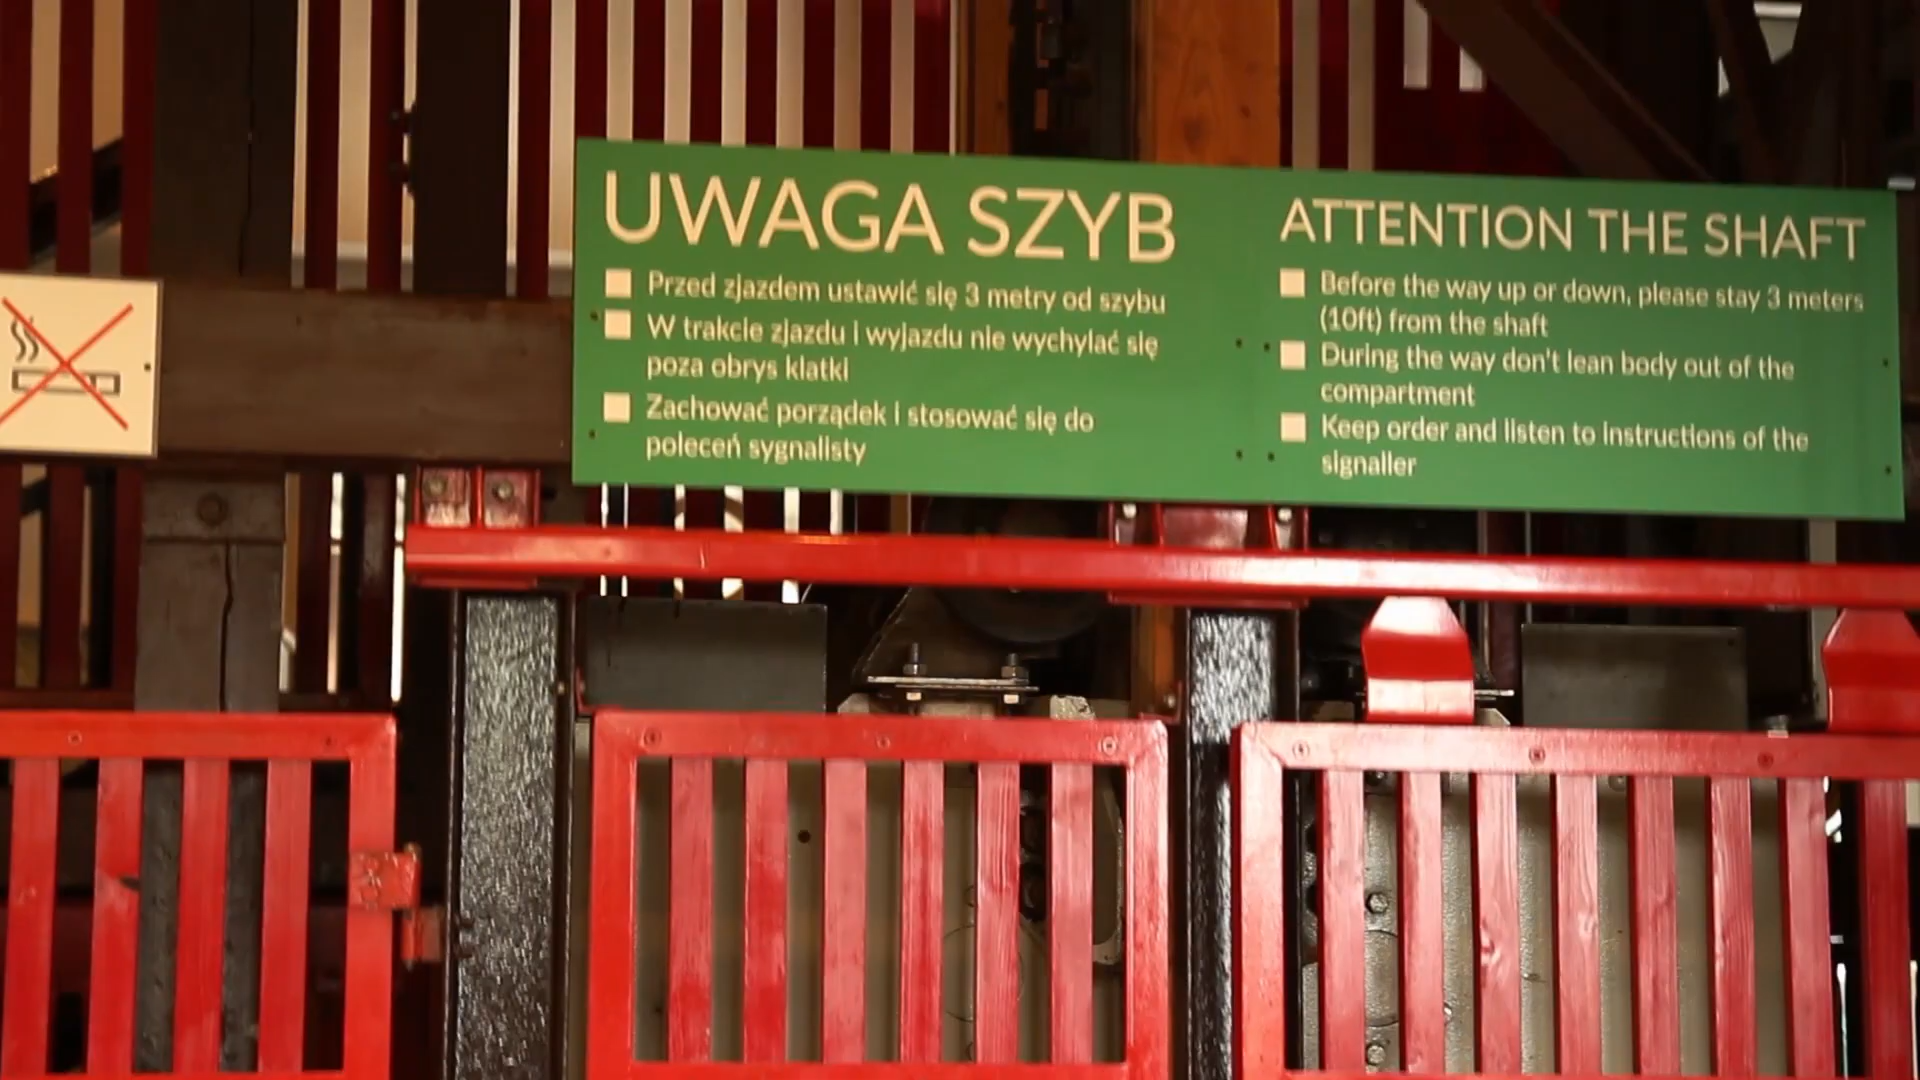 UWAGA SZYB
Przed zjazdem ustawić się 3 metry od szybu
W trakcie zjazdu i wyjazdu nie wychylać się
poza obrys klatki
Zachować porządek i stosować się do
poleceń sygnalisty
ATTENTION THE SHAFT
Before the way up or down, please stay 3 meters
(10ft) from the shaft
During the way don't lean body out of the
compartment
Keep order and listen to instructions of the
signaller